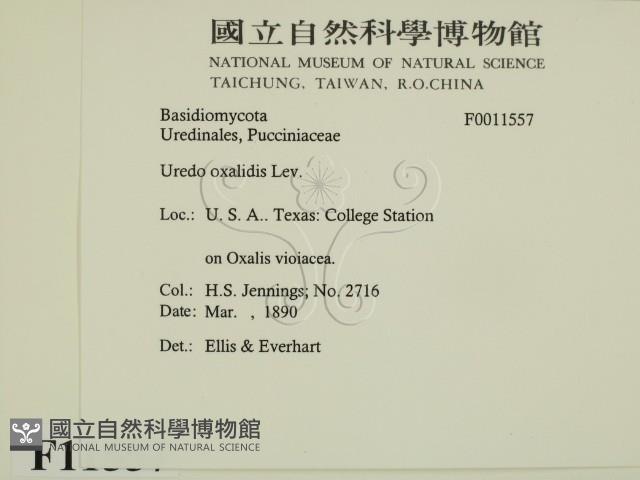 國立自然科學博物館
NATIONAL MUSEUM OF NATURAL SCIENCE
TAICHUNG, TAIWAN, R.O.CHINA
Basidiomycota F0011557
Uredinales, Pucciniaceae
Uredo oxalidis Lev.
Loc.: U. S. A.. Texas: College Station
on Oxalis vioiacea.
Col.: H.S. Jennings; No. 2716
Date: Mar. , 1890
Det.: Ellis & Everhart
國立自然科學博物館
NATIONAL MUSEUM OF NATURAL SCIENCE